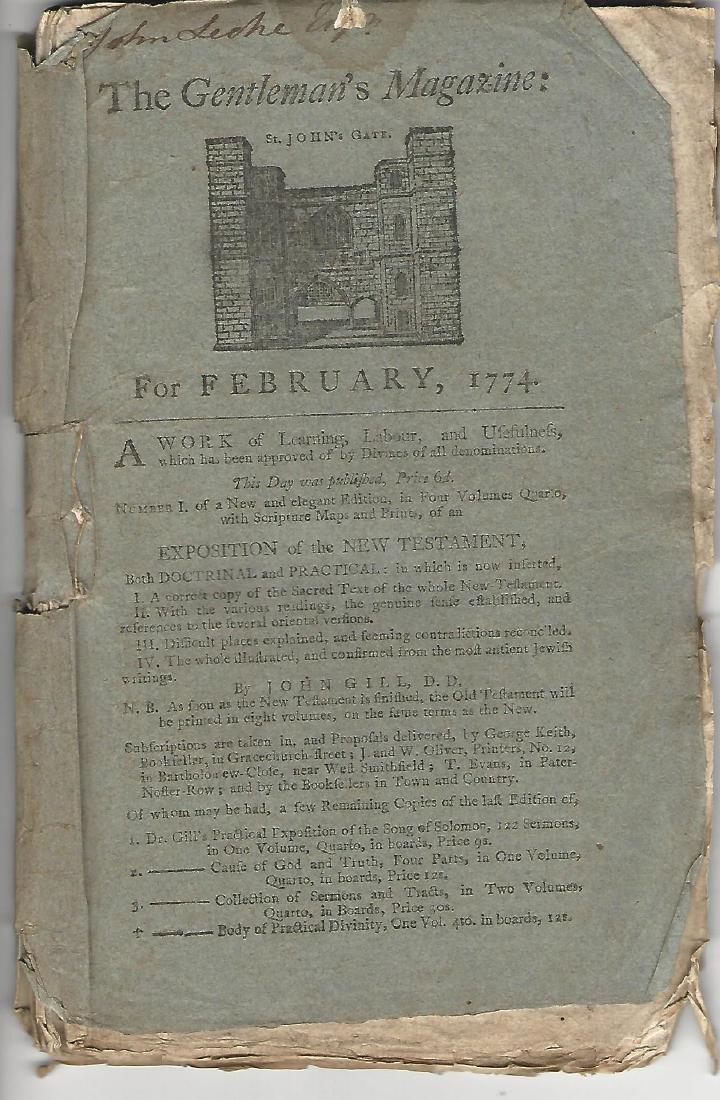 John Leche Esqr.
The Gentleman's Magazine:
St. JOHN's GATE.
For FEBRUARY, 1774.
A WORK of Learning, Labour, and Uſefulneſs,
which has been approved of by Divines of all denominations.
This Day was publiſhed, Price 6d.
NUMBER I. of a New and elegant Edition, in Four Volumes Quarto,
with Scripture Maps and Prints, of an
EXPOSITION of the NEW TESTAMENT,
Both DOCTRINAL and PRACTICAL: in which is now inſerted,
I. A correct copy of the Sacred Text of the whole New-Teſtament.
II. With the various readings, the genuine ſenſe eſtabliſhed, and
references to the ſeveral oriental verſions.
III. Difficult places explained, and ſeeming contradictions reconciled.
IV. The whole illuſtrated, and confirmed from the moſt antient Jewiſh
writings.
By JOHN GILL, D. D.
N. B. As ſoon as the New Teſtament is finiſhed, the Old Teſtament will
be printed in eight volumes, on the ſame terms as the New.
Subſcriptions are taken in, and Propoſals delivered, by George Keith,
Bookſeller, in Gracechurch-ſtreet; J. and W. Oliver, Printers, No. 12,
in Bartholomew-Cloſe, near Weſt Smithfield; T. Evans, in Pater-
Noſter-Row; and by the Bookſellers in Town and Country.
Of whom may be had, a few Remaining Copies of the laſt Edition of,
1. Dr. Gill's Practical Expoſition of the Song of Solomon, 122 Sermons,
in One Volume, Quarto, in boards, Price 9s.
2. ——— Cauſe of God and Truth, Four Parts, in One Volume,
Quarto, in boards, Price 12s.
3. ——— Collection of Sermons and Tracts, in Two Volumes,
Quarto, in Boards, Price 30s.
4 ——— Body of Practical Divinity, One Vol. 4to. in boards, 12s.